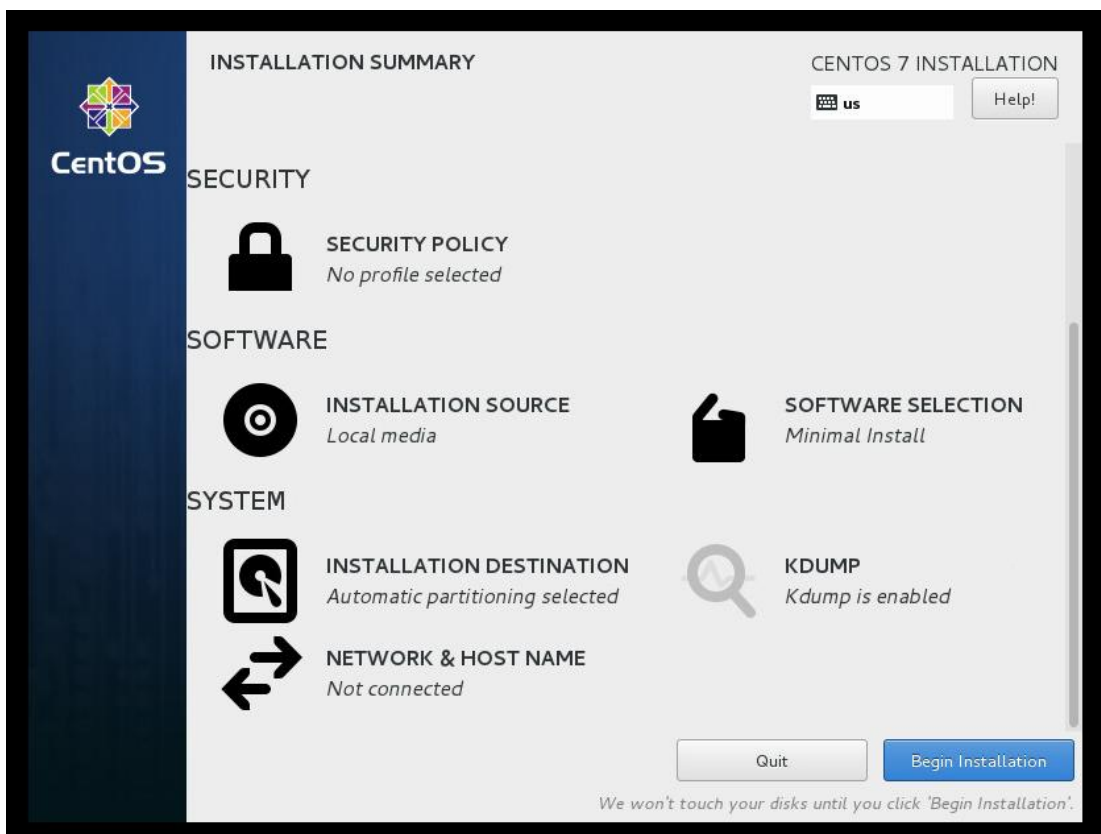 INSTALLATION SUMMARY
CENTOS 7 INSTALLATION
us
Help!
CentOS
SECURITY
SECURITY POLICY
No profile selected
SOFTWARE
INSTALLATION SOURCE
Local media
SOFTWARE SELECTION
Minimal Install
SYSTEM
INSTALLATION DESTINATION
Automatic partitioning selected
KDUMP
Kdump is enabled
NETWORK & HOST NAME
Not connected
Quit
Begin Installation
We won't touch your disks until you click 'Begin Installation'.